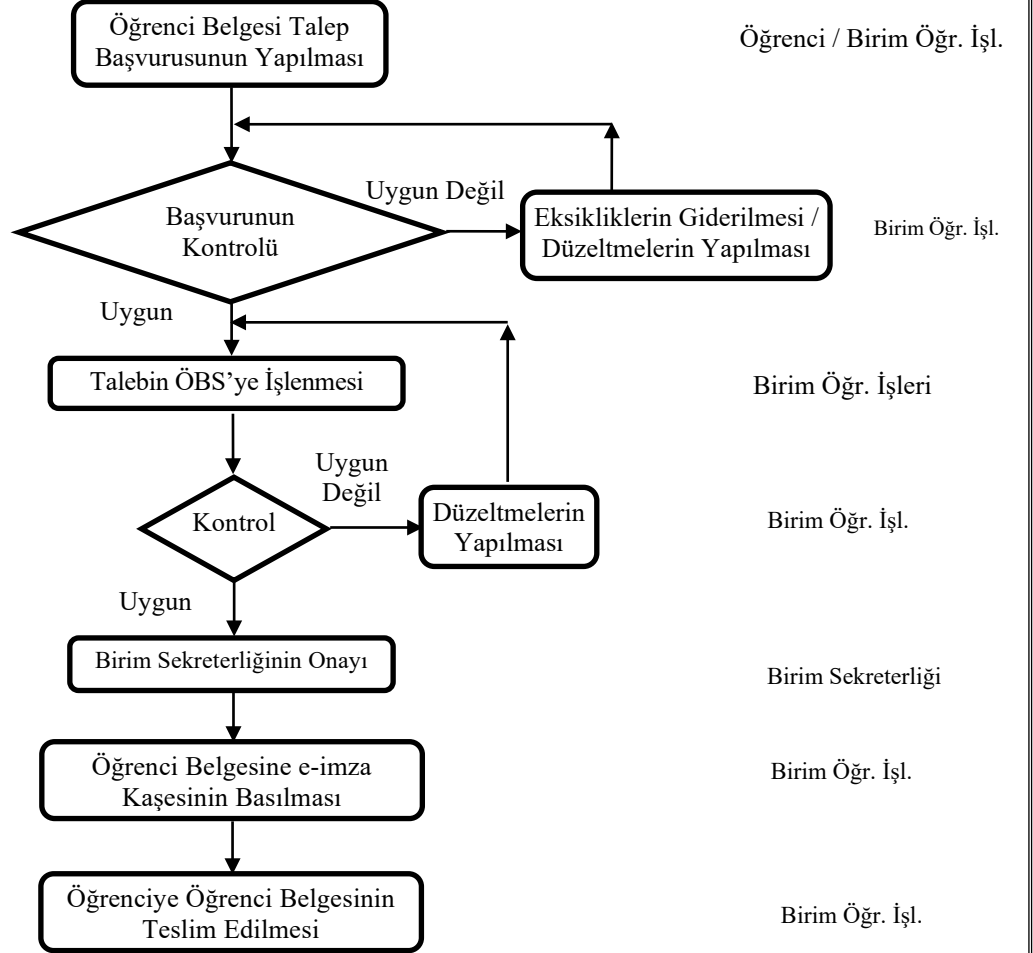 Öğrenci Belgesi Talep
Başvurusunun Yapılması
Öğrenci / Birim Öğr. İşl.
Uygun Değil
Başvurunun
Kontrolü
Eksikliklerin Giderilmesi /
Düzeltmelerin Yapılması
Birim Öğr. İşl.
Uygun
Talebin ÖBS’ye İşlenmesi
Birim Öğr. İşleri
Uygun
Değil
Kontrol
Düzeltmelerin
Yapılması
Birim Öğr. İşl.
Uygun
Birim Sekreterliğinin Onayı
Birim Sekreterliği
Öğrenci Belgesine e-imza
Kaşesinin Basılması
Birim Öğr. İşl.
Öğrenciye Öğrenci Belgesinin
Teslim Edilmesi
Birim Öğr. İşl.